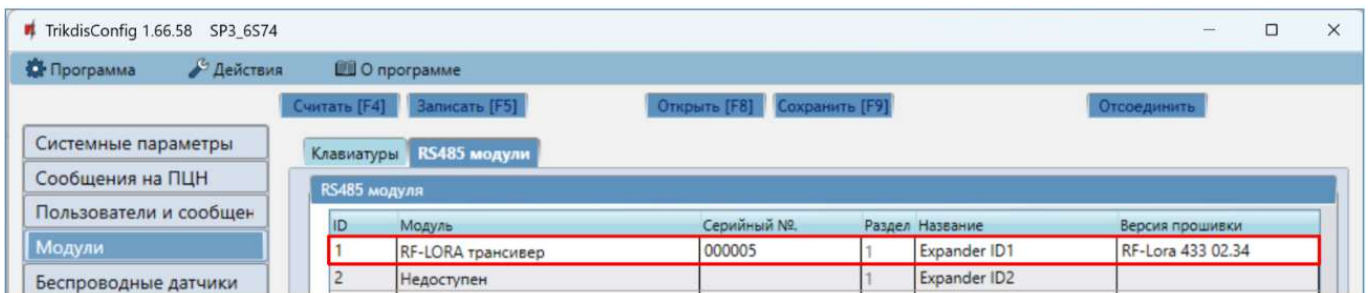 TrikdisConfig 1.66.58 SP3_6S74
Программа Действия О программе
Считать [F4] Записать [F5] Открыть [F8] Сохранить [F9] Отсоединить
Системные параметры
Сообщения на ПЦН
Пользователи и сообщен
Модули
Беспроводные датчики
Клавиатуры RS485 модули
RS485 модуля
ID Модуль Серийный №. Раздел Название Версия прошивки
1 RF-LORA трансивер 000005 1 Expander ID1 RF-Lora 433 02.34
2 Недоступен 1 Expander ID2